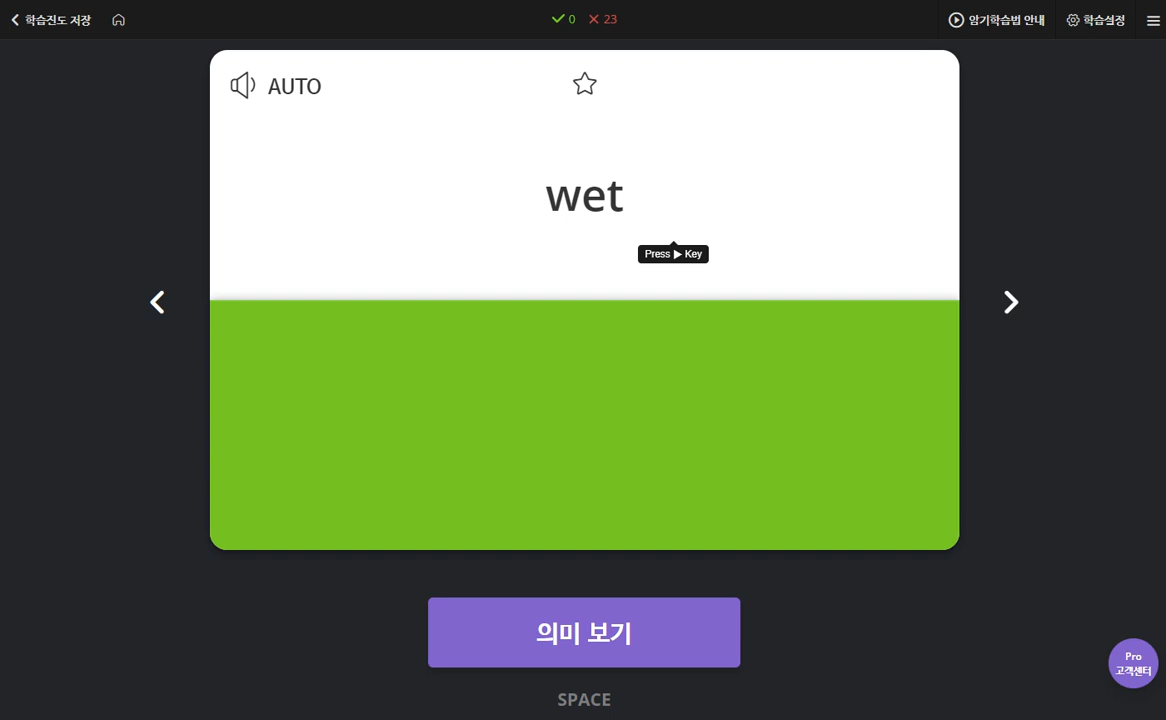 학습진도 저장
0 23
암기학습법 안내
학습설정
AUTO
wet
Press ▶ Key
의미 보기
SPACE
Pro
고객센터